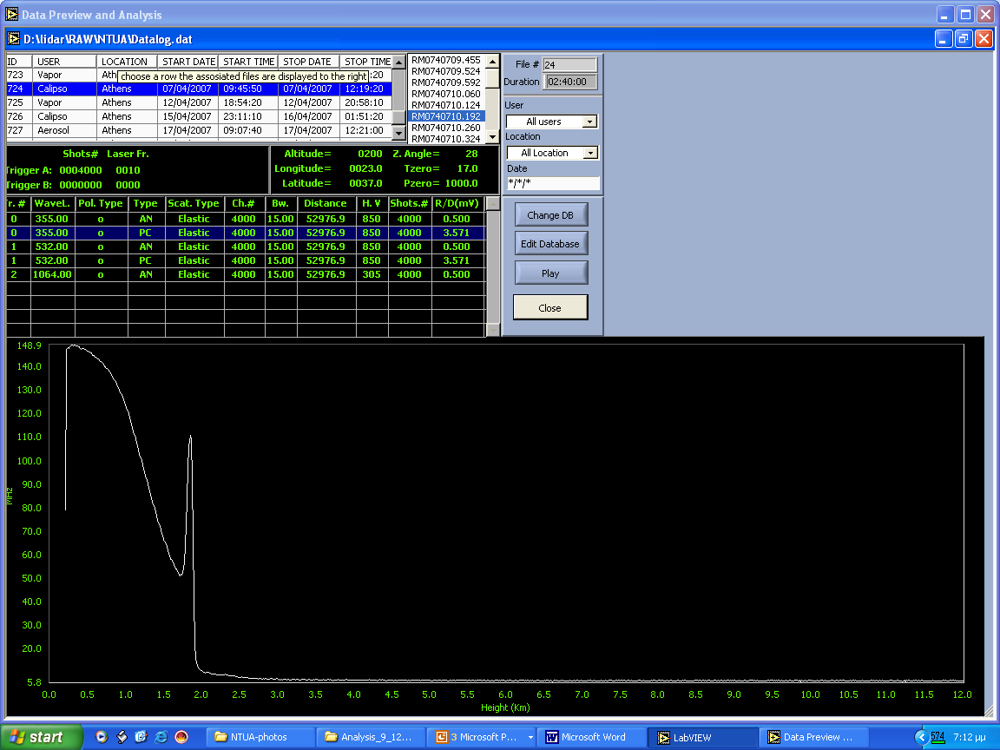 Data Preview and Analysis
D:\lidar\RAW\NTUA\Datalog.dat
ID USER LOCATION START DATE START TIME STOP DATE STOP TIME
723 Vapor Ath :20
choose a row the assosiated files are displayed to the right
724 Calipso Athens 07/04/2007 09:45:50 07/04/2007 12:19:20
725 Vapor Athens 12/04/2007 18:54:20 12/04/2007 20:58:10
726 Calipso Athens 15/04/2007 23:11:10 16/04/2007 01:51:20
727 Aerosol Athens 17/04/2007 09:07:40 17/04/2007 12:21:00
RM0740709.455
RM0740709.524
RM0740709.592
RM0740710.060
RM0740710.124
RM0740710.192
RM0740710.260
RM0740710.324
File # 24
Duration 02:40:00
User
All users
Location
All Location
Date
*/*/*
Shots# Laser Fr.
Trigger A: 0004000 0010
Trigger B: 0000000 0000
Altitude= 0200 Z. Angle= 28
Longitude= 0023.0 Tzero= 17.0
Latitude= 0037.0 Pzero= 1000.0
Tr. # WaveL. Pol. Type Type Scat. Type Ch.# Bw. Distance H. V Shots.# R/D(mV)
0 355.00 o AN Elastic 4000 15.00 52976.9 850 4000 0.500
0 355.00 o PC Elastic 4000 15.00 52976.9 850 4000 3.571
1 532.00 o AN Elastic 4000 15.00 52976.9 850 4000 0.500
1 532.00 o PC Elastic 4000 15.00 52976.9 850 4000 3.571
2 1064.00 o AN Elastic 4000 15.00 52976.9 305 4000 0.500
Change DB
Edit Database
Play
Close
148.9
140.0
130.0
120.0
110.0
100.0
90.0
80.0
70.0
60.0
50.0
40.0
30.0
20.0
5.8
MHz
0.0 0.5 1.0 1.5 2.0 2.5 3.0 3.5 4.0 4.5 5.0 5.5 6.0 6.5 7.0 7.5 8.0 8.5 9.0 9.5 10.0 10.5 11.0 11.5 12.0
Height (Km)
start NTUA-photos Analysis_9_12... 3 Microsoft P... Microsoft Word LabVIEW Data Preview ... 574 7:12 μμ